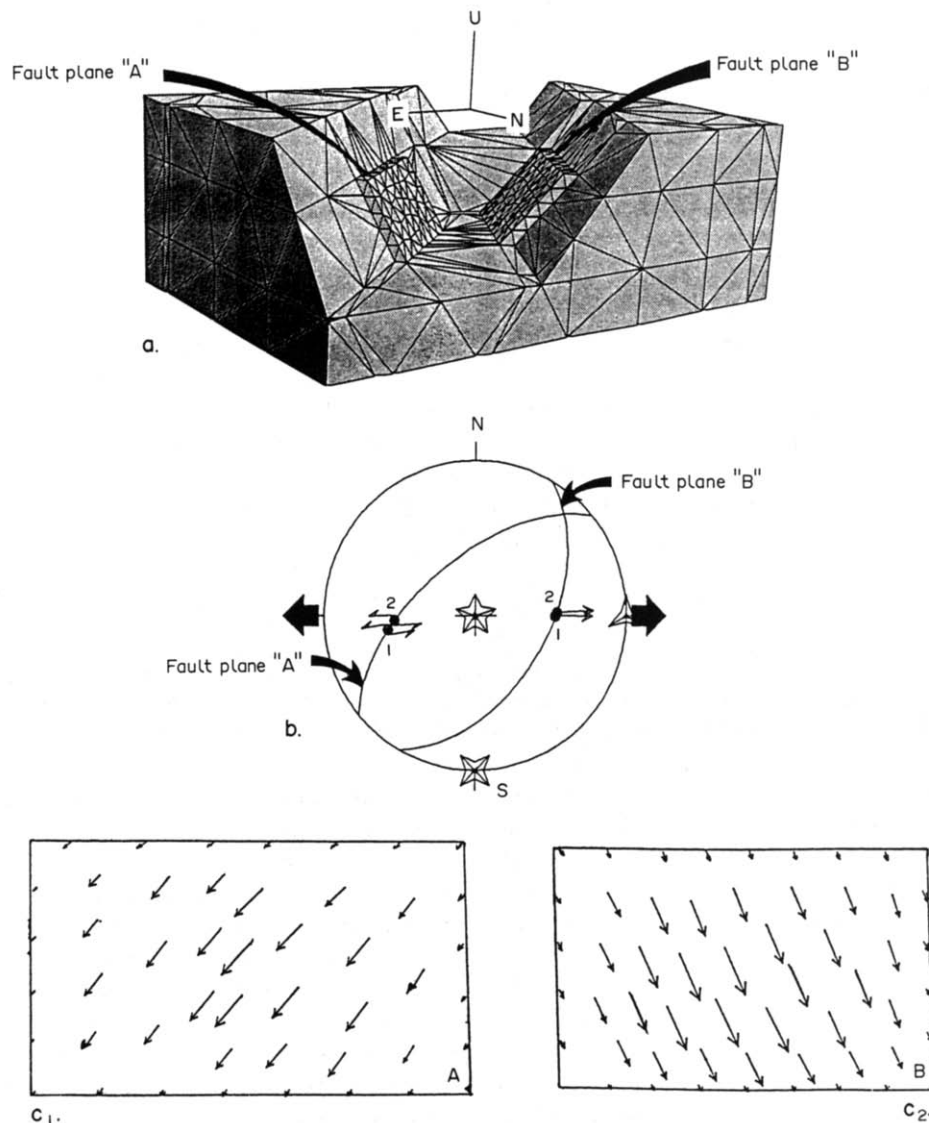 U
Fault plane "A"
Fault plane "B"
E
N
a.
N
Fault plane "B"
2
2
1
1
Fault plane "A"
b.
S
A
B
C1.
C2.